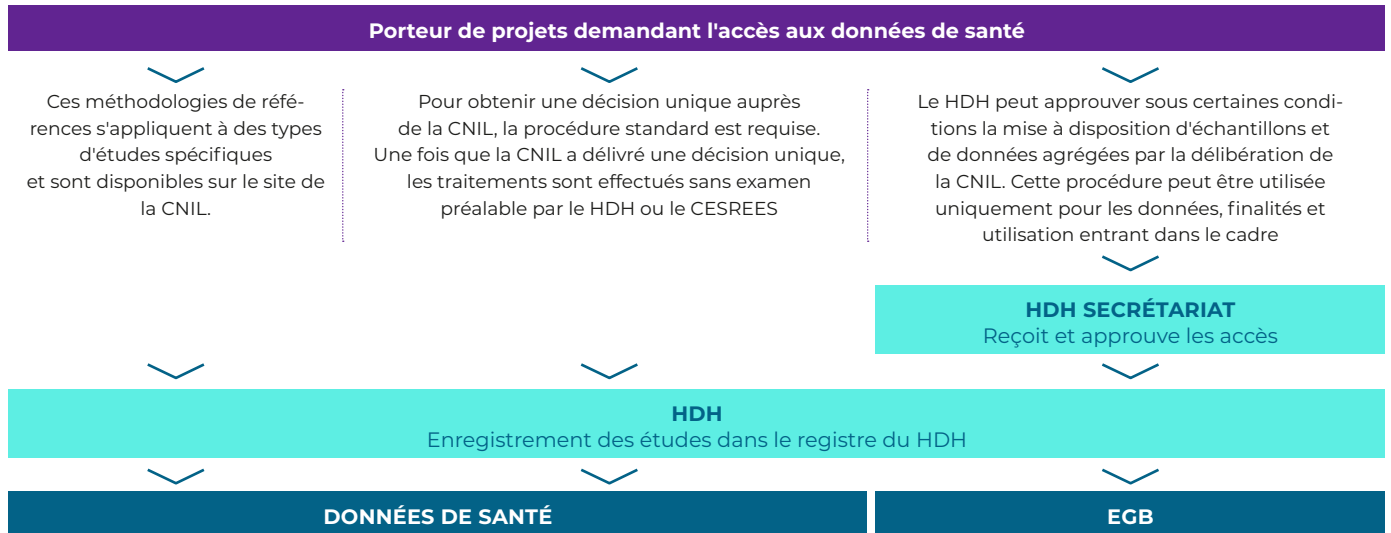 Porteur de projets demandant l'accès aux données de santé
Ces méthodologies de réfé-
rences s'appliquent à des types
d'études spécifiques
et sont disponibles sur le site de
la CNIL.
Pour obtenir une décision unique auprès
de la CNIL, la procédure standard est requise.
Une fois que la CNIL a délivré une décision unique,
les traitements sont effectués sans examen
préalable par le HDH ou le CESREES
Le HDH peut approuver sous certaines condi-
tions la mise à disposition d'échantillons et
de données agrégées par la délibération de
la CNIL. Cette procédure peut être utilisée
uniquement pour les données, finalités et
utilisation entrant dans le cadre
HDH SECRÉTARIAT
Reçoit et approuve les accès
HDH
Enregistrement des études dans le registre du HDH
DONNÉES DE SANTÉ
EGB